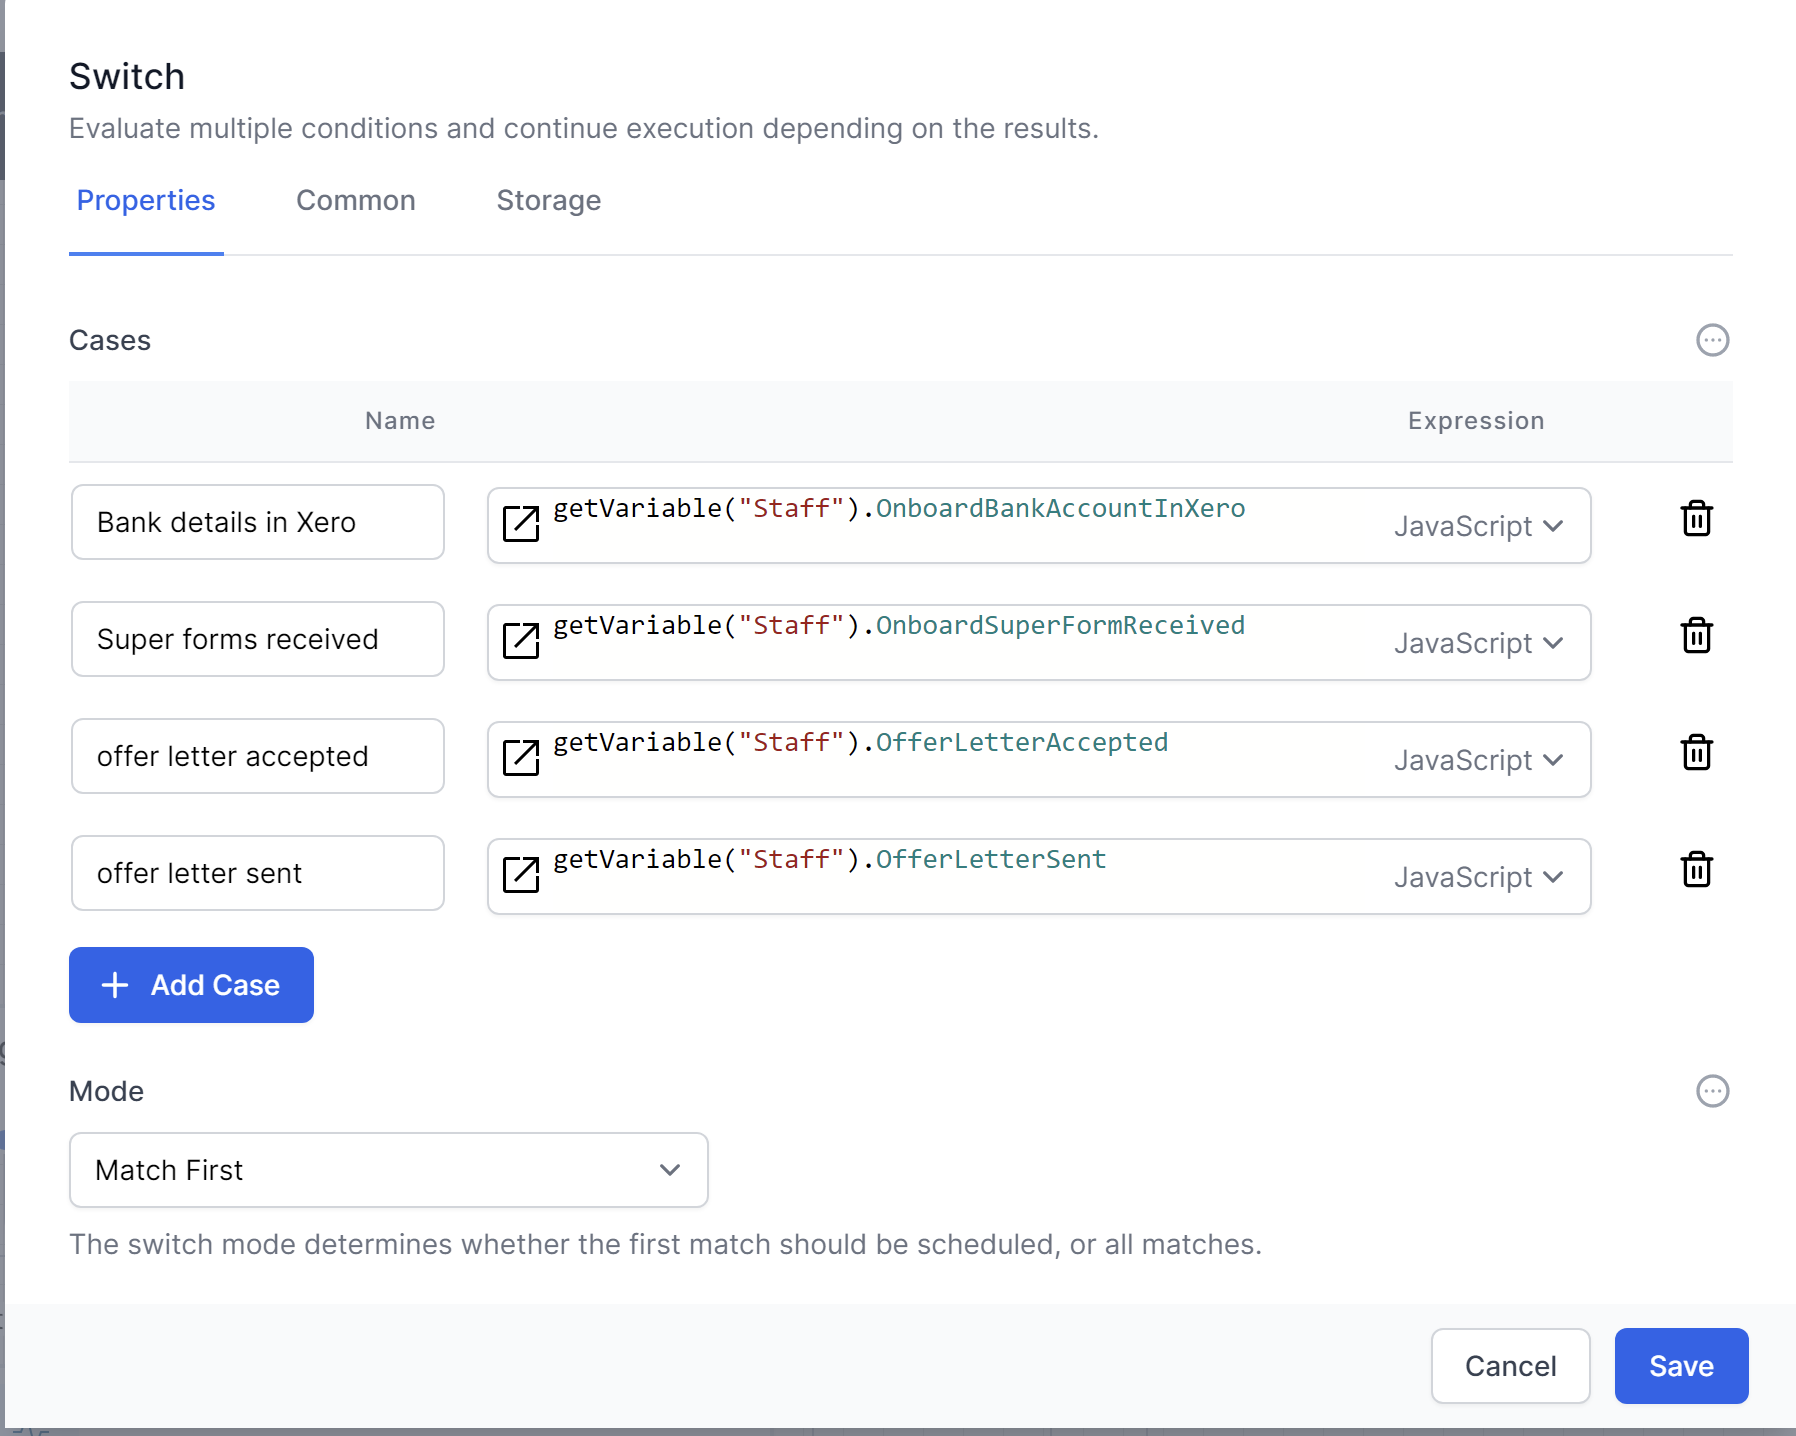 Switch
Evaluate multiple conditions and continue execution depending on the results.
Properties Common Storage
Cases
Name Expression
Bank details in Xero getVariable("Staff").OnboardBankAccountInXero JavaScript
Super forms received getVariable("Staff").OnboardSuperFormReceived JavaScript
offer letter accepted getVariable("Staff").OfferLetterAccepted JavaScript
offer letter sent getVariable("Staff").OfferLetterSent JavaScript
Add Case
Mode
Match First
The switch mode determines whether the first match should be scheduled, or all matches.
Cancel Save